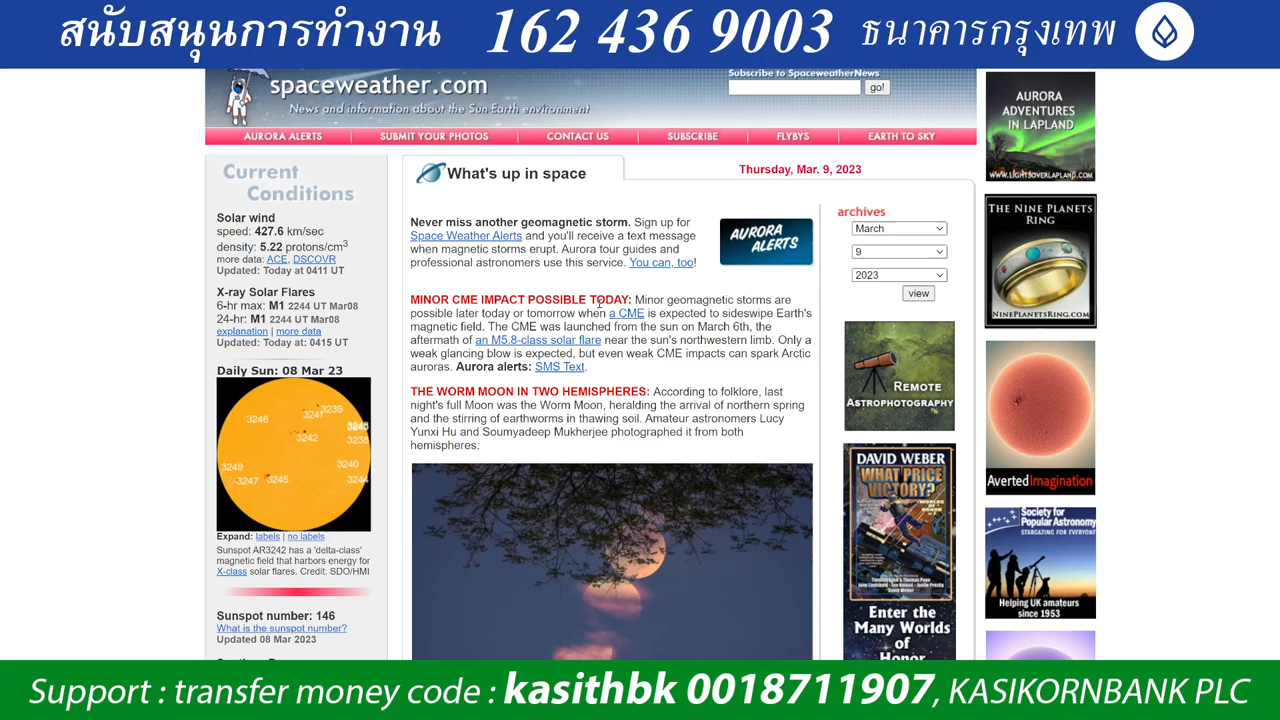 สนับสนุนการทำงาน 162 436 9003 ธนาคารกรุงเทพ
spaceweather.com
News and information about the Sun Earth environment
Subscribe to SpaceweatherNews
go!
AURORA ALERTS
SUBMIT YOUR PHOTOS
CONTACT US
SUBSCRIBE
FLYBYS
EARTH TO SKY
Current
Conditions
Solar wind
speed: 427.6 km/sec
density: 5.22 protons/cm3
more data: ACE, DSCOVR
Updated: Today at 0411 UT
X-ray Solar Flares
6-hr max: M1 2244 UT Mar08
24-hr: M1 2244 UT Mar08
explanation | more data
Updated: Today at: 0415 UT
Daily Sun: 08 Mar 23
3246
3241
3239
3242
3238
3249
3247
3245
3240
3244
Expand: labels | no labels
Sunspot AR3242 has a 'delta-class'
magnetic field that harbors energy for
X-class solar flares. Credit: SDO/HMI
Sunspot number: 146
What is the sunspot number?
Updated 08 Mar 2023
What's up in space
Thursday, Mar. 9, 2023
Never miss another geomagnetic storm. Sign up for
Space Weather Alerts and you'll receive a text message
when magnetic storms erupt. Aurora tour guides and
professional astronomers use this service. You can, too!
AURORA
ALERTS
MINOR CME IMPACT POSSIBLE TODAY: Minor geomagnetic storms are
possible later today or tomorrow when a CME is expected to sideswipe Earth's
magnetic field. The CME was launched from the sun on March 6th, the
aftermath of an M5.8-class solar flare near the sun's northwestern limb. Only a
weak glancing blow is expected, but even weak CME impacts can spark Arctic
auroras. Aurora alerts: SMS Text.
THE WORM MOON IN TWO HEMISPHERES: According to folklore, last
night's full Moon was the Worm Moon, heralding the arrival of northern spring
and the stirring of earthworms in thawing soil. Amateur astronomers Lucy
Yunxi Hu and Soumyadeep Mukherjee photographed it from both
hemispheres:
archives
March
9
2023
view
REMOTE
ASTROPHOTOGRAPHY
DAVID WEBER
WHAT PRICE
VICTORY?
Enter the
Many Worlds
of
Honor
AURORA
ADVENTURES
IN LAPLAND
WWW.LIGHTSOVERLAPLAND.COM
THE NINE PLANETS
RING
NINEPLANETSRING.COM
AvertedImagination
Society for
Popular Astronomy
STARGAZING FOR EVERYONE
Helping UK amateurs
since 1953
Support : transfer money code : kasithbk 0018711907, KASIKORNBANK PLC